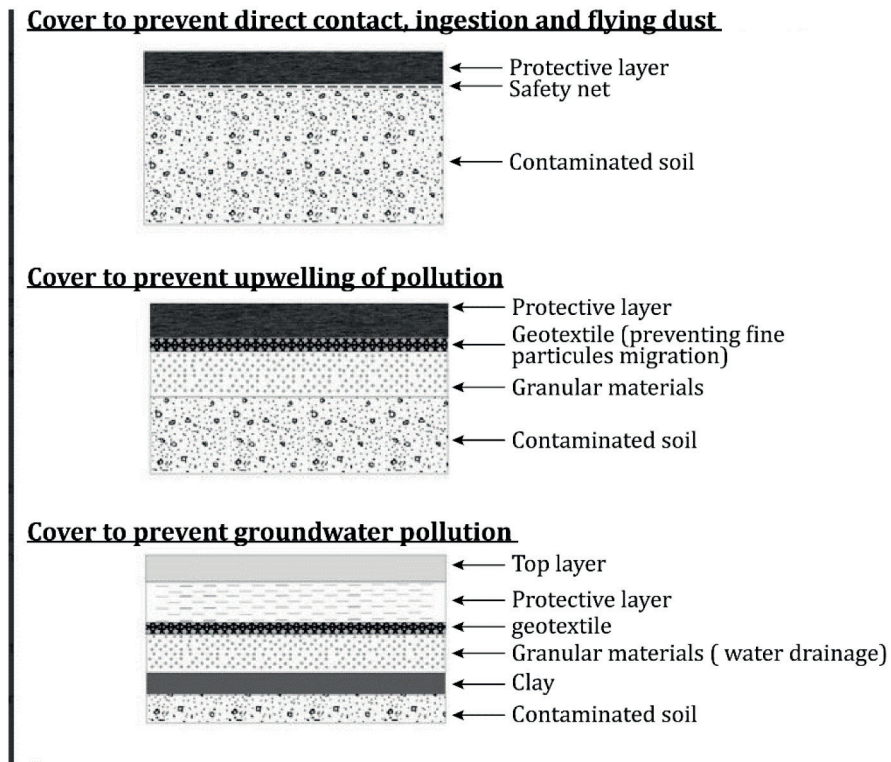 Cover to prevent direct contact, ingestion and flying dust
Protective layer
Safety net
Contaminated soil
Cover to prevent upwelling of pollution
Protective layer
Geotextile (preventing fine
particules migration)
Granular materials
Contaminated soil
Cover to prevent groundwater pollution
Top layer
Protective layer
geotextile
Granular materials ( water drainage)
Clay
Contaminated soil